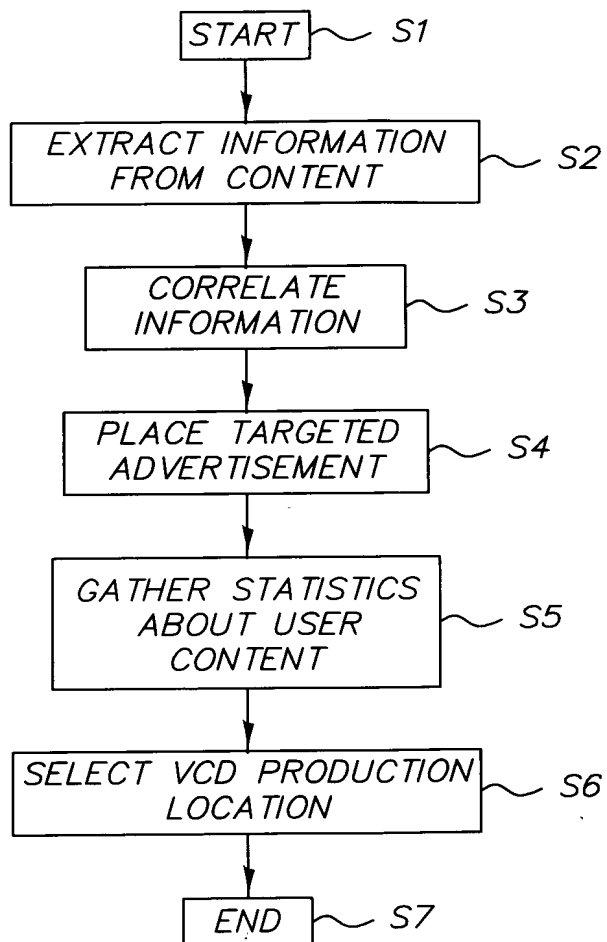 START S1
EXTRACT INFORMATION
FROM CONTENT S2
CORRELATE
INFORMATION S3
PLACE TARGETED
ADVERTISEMENT S4
GATHER STATISTICS
ABOUT USER
CONTENT S5
SELECT VCD PRODUCTION
LOCATION S6
END S7